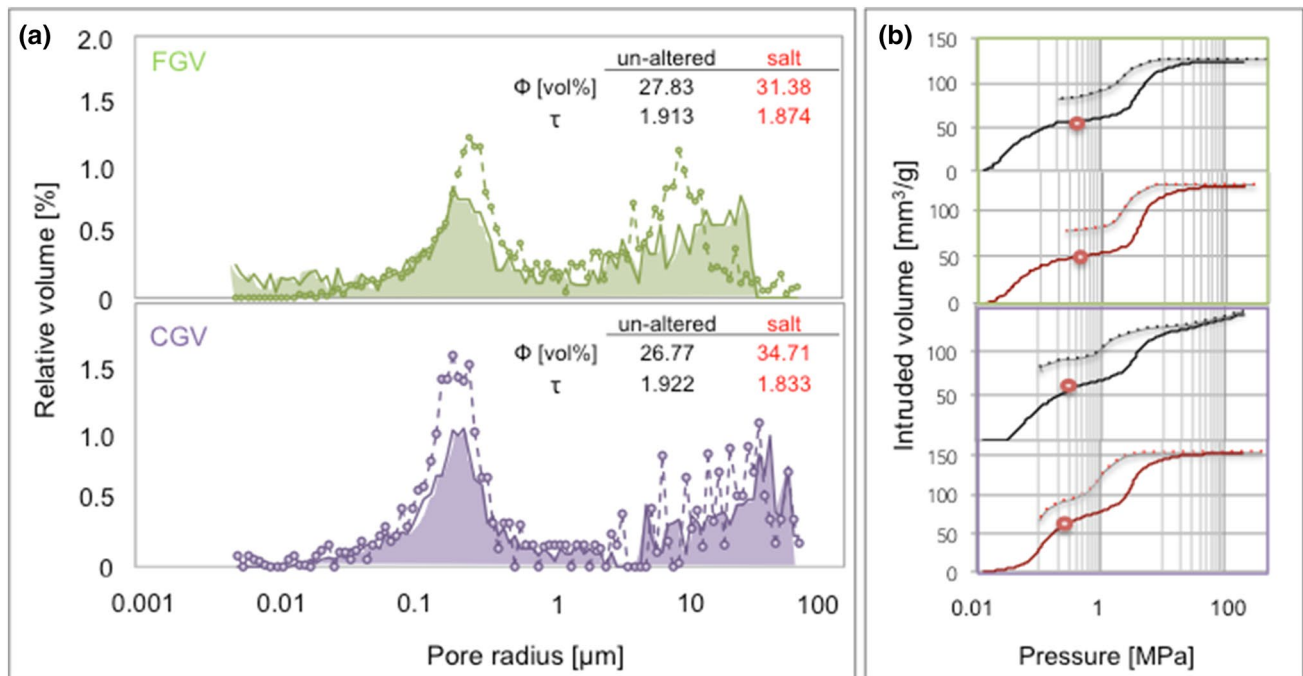 (a)
2.0
FGV
un-altered salt
Φ [vol%] 27.83 31.38
τ 1.913 1.874
1.5
1.0
0.5
0
CGV
un-altered salt
Φ [vol%] 26.77 34.71
τ 1.922 1.833
1.5
1.0
0.5
0
Relative volume [%]
0.001 0.01 0.1 1 10 100
Pore radius [μm]
(b)
150
100
50
0
100
50
0
100
50
150
100
50
0
Intruded volume [mm³/g]
0.01 1 100
Pressure [MPa]